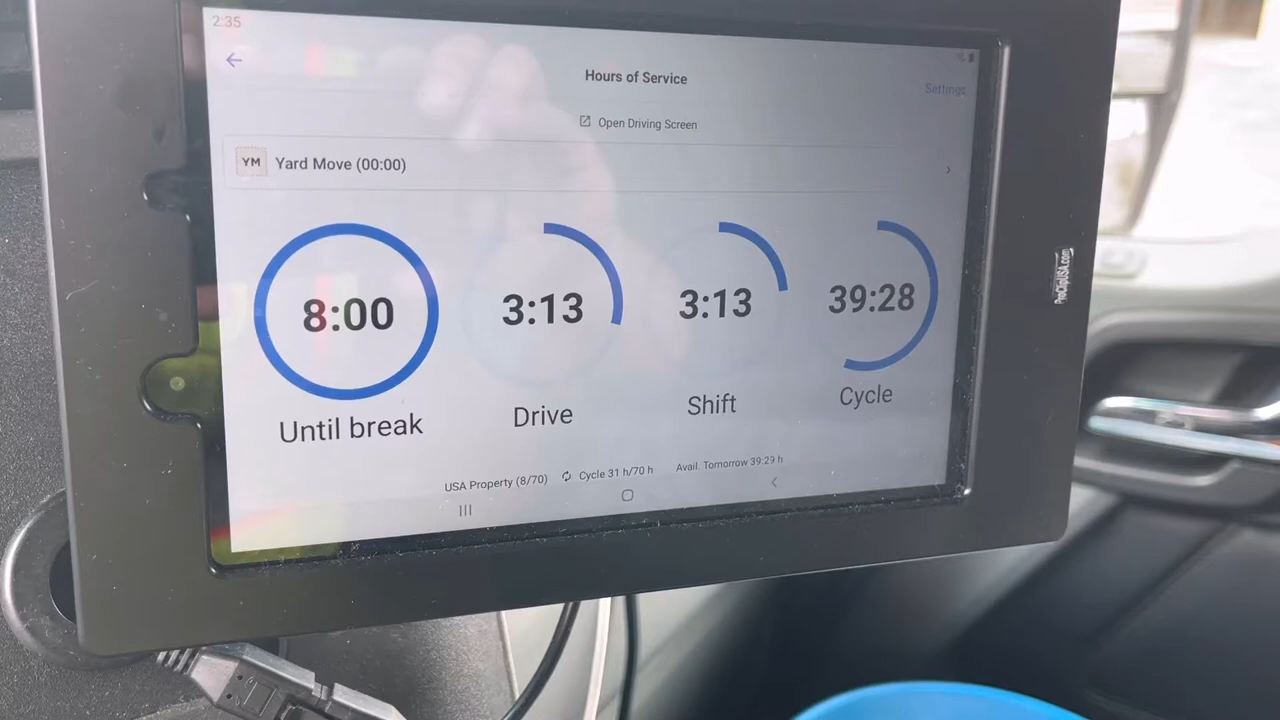 2:35
Hours of Service
Settings
Open Driving Screen
YM Yard Move (00:00)
8:00
3:13
3:13
39:28
Until break
Drive
Shift
Cycle
USA Property (8/70) Cycle 31 h/70 h Avail. Tomorrow 39:29 h
ProClipUSA.com